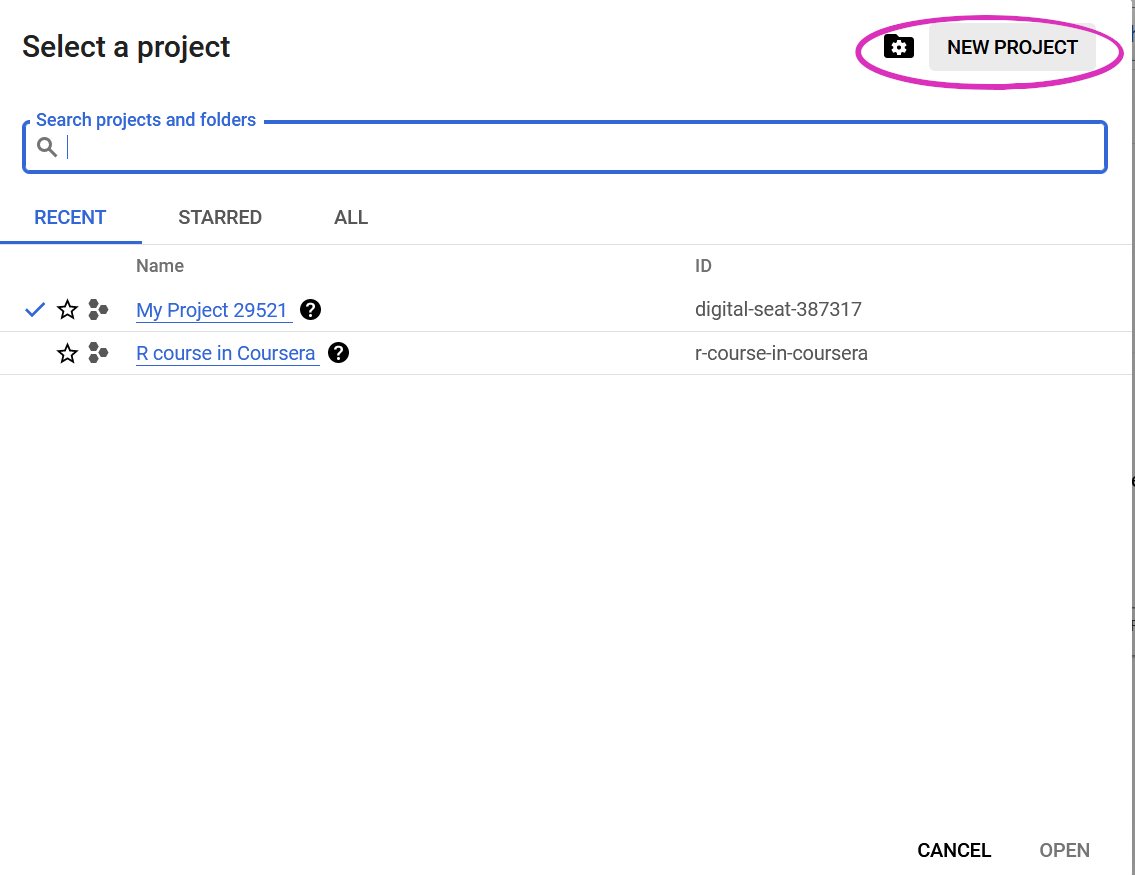 Select a project
NEW PROJECT
Search projects and folders
RECENT STARRED ALL
Name ID
My Project 29521 digital-seat-387317
R course in Coursera r-course-in-coursera
CANCEL OPEN